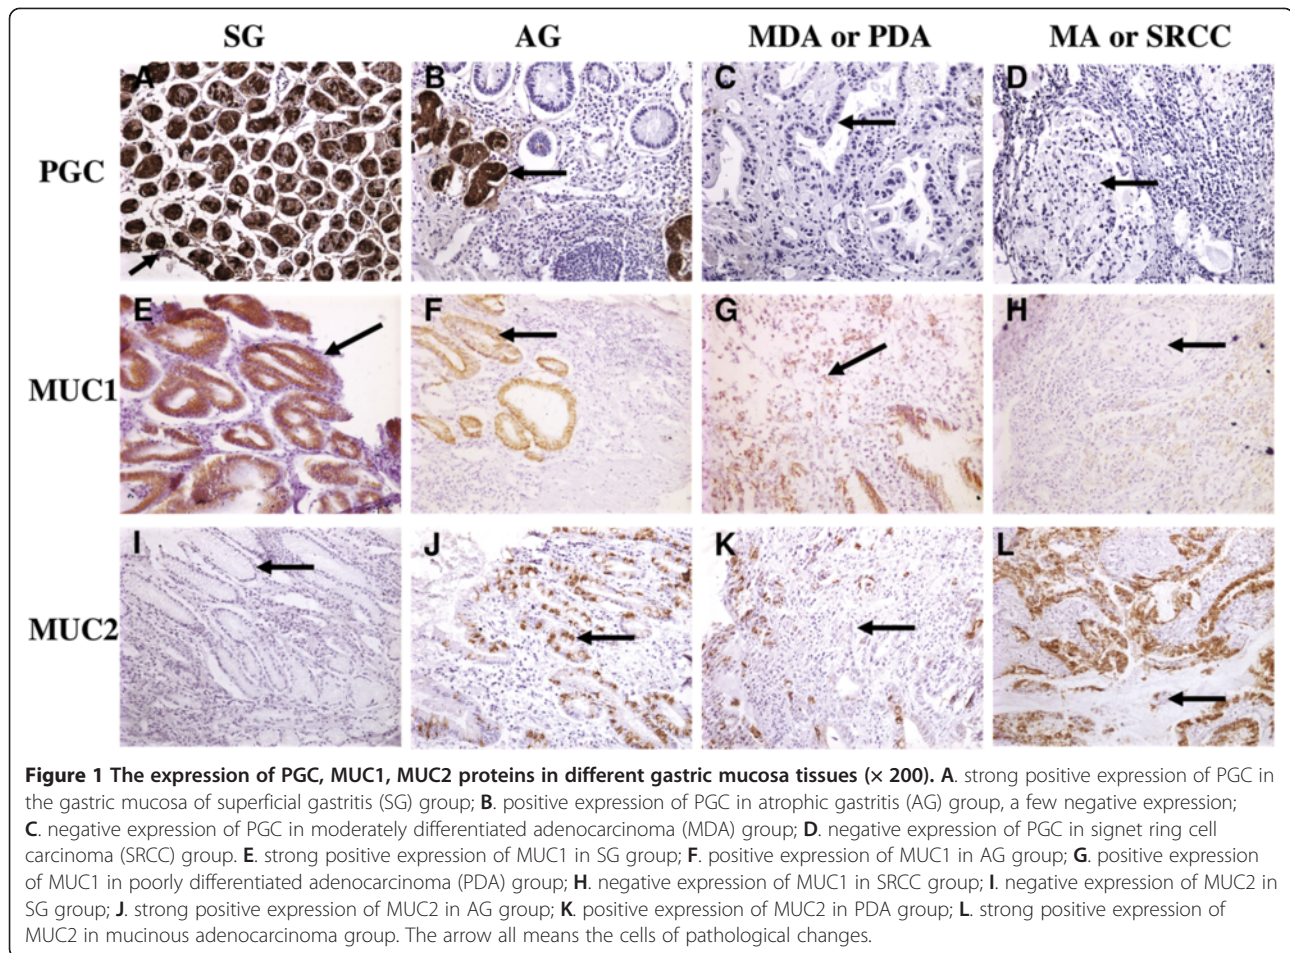 SG AG MDA or PDA MA or SRCC
PGC A B C D
MUC1 E F G H
MUC2 I J K L
Figure 1 The expression of PGC, MUC1, MUC2 proteins in different gastric mucosa tissues (× 200). A. strong positive expression of PGC in
the gastric mucosa of superficial gastritis (SG) group; B. positive expression of PGC in atrophic gastritis (AG) group, a few negative expression;
C. negative expression of PGC in moderately differentiated adenocarcinoma (MDA) group; D. negative expression of PGC in signet ring cell
carcinoma (SRCC) group. E. strong positive expression of MUC1 in SG group; F. positive expression of MUC1 in AG group; G. positive expression
of MUC1 in poorly differentiated adenocarcinoma (PDA) group; H. negative expression of MUC1 in SRCC group; I. negative expression of MUC2 in
SG group; J. strong positive expression of MUC2 in AG group; K. positive expression of MUC2 in PDA group; L. strong positive expression of
MUC2 in mucinous adenocarcinoma group. The arrow all means the cells of pathological changes.